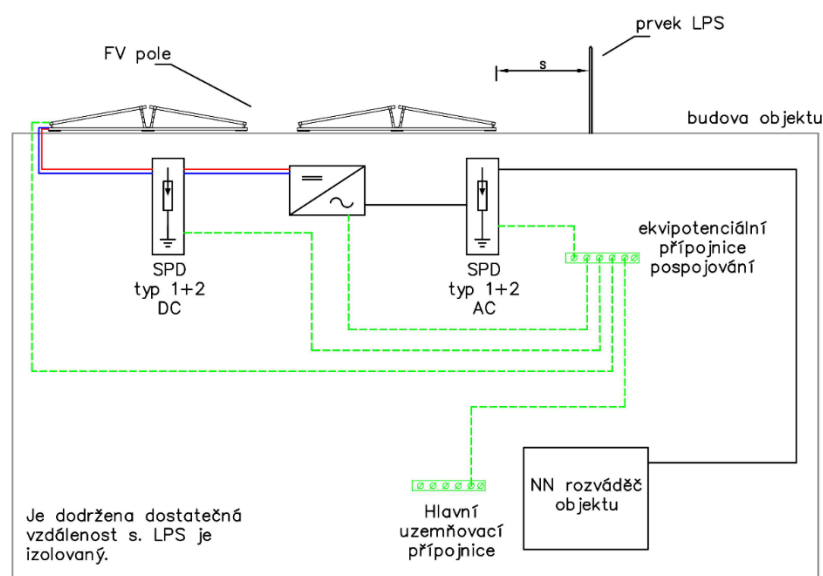 prvek LPS
FV pole
s
budova objektu
SPD
typ 1+2
DC
SPD
typ 1+2
AC
ekvipotenciální
přípojnice
pospojování
NN rozváděč
objektu
Hlavní
uzemňovací
přípojnice
Je dodržena dostatečná
vzdálenost s. LPS je
izolovaný.